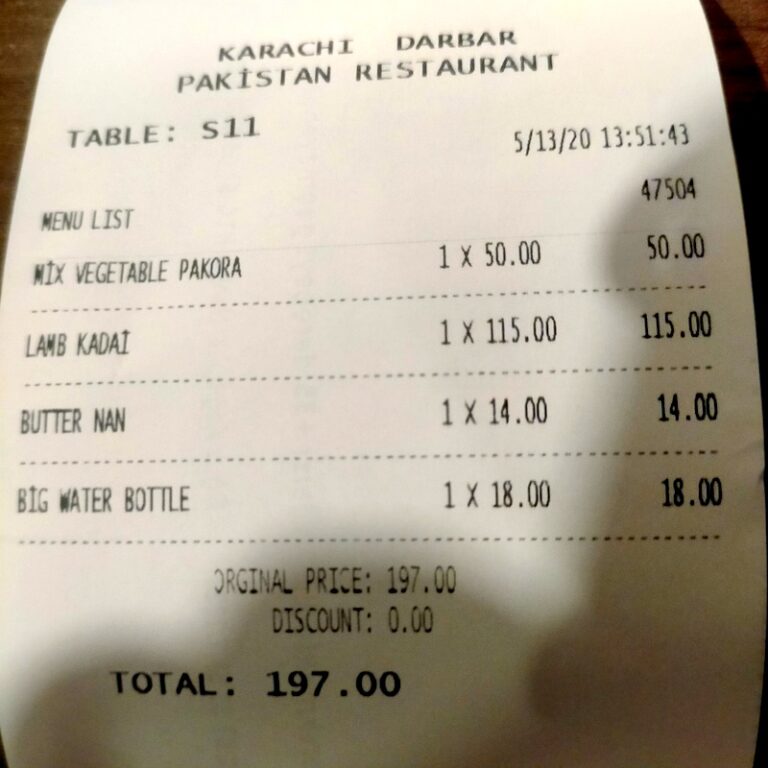 KARACHI DARBAR
PAKİSTAN RESTAURANT
TABLE: S11
5/13/20 13:51:43
47504
MENU LIST
MİX VEGETABLE PAKORA 1 X 50.00 50.00
LAMB KADAİ 1 X 115.00 115.00
BUTTER NAN 1 X 14.00 14.00
BİG WATER BOTTLE 1 X 18.00 18.00
ORGINAL PRICE: 197.00
DISCOUNT: 0.00
TOTAL: 197.00